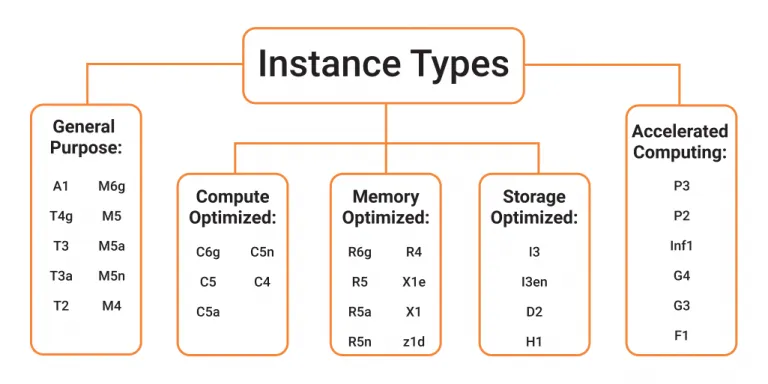 Instance Types
General
Purpose:
A1 M6g
T4g M5
T3 M5a
T3a M5n
T2 M4
Compute
Optimized:
C6g C5n
C5 C4
C5a
Memory
Optimized:
R6g R4
R5 X1e
R5a X1
R5n z1d
Storage
Optimized:
I3
I3en
D2
H1
Accelerated
Computing:
P3
P2
Inf1
G4
G3
F1